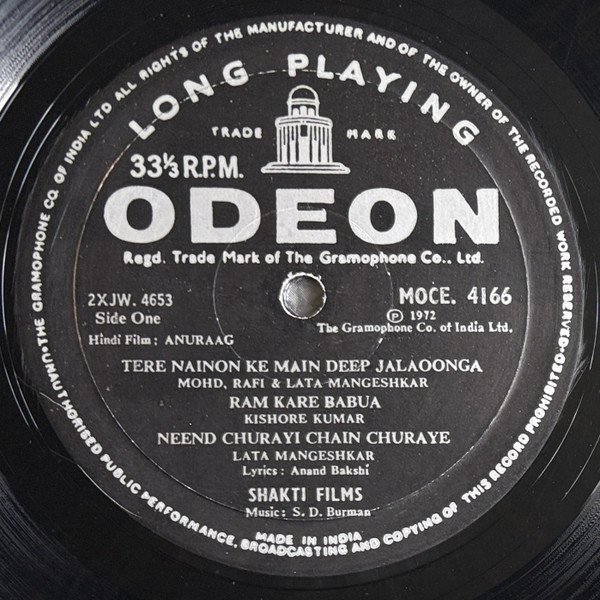 UNAUTHORISED PUBLIC PERFORMANCE, BROADCASTING AND COPYING OF THIS RECORD PROHIBITED • THE GRAMOPHONE CO. OF INDIA LTD ALL RIGHTS OF THE MANUFACTURER AND OF THE OWNER OF THE RECORDED WORK RESERVED
LONG PLAYING
TRADE MARK
33⅓ R.P.M.
ODEON
Regd. Trade Mark of The Gramophone Co., Ltd.
2XJW. 4653 MOCE. 4166
Side One Ⓟ 1972
The Gramophone Co. of India Ltd.
Hindi Film : ANURAAG
TERE NAINON KE MAIN DEEP JALAOONGA
MOHD, RAFI & LATA MANGESHKAR
RAM KARE BABUA
KISHORE KUMAR
NEEND CHURAYI CHAIN CHURAYE
LATA MANGESHKAR
Lyrics : Anand Bakshi
SHAKTI FILMS
Music : S. D. Burman
MADE IN INDIA